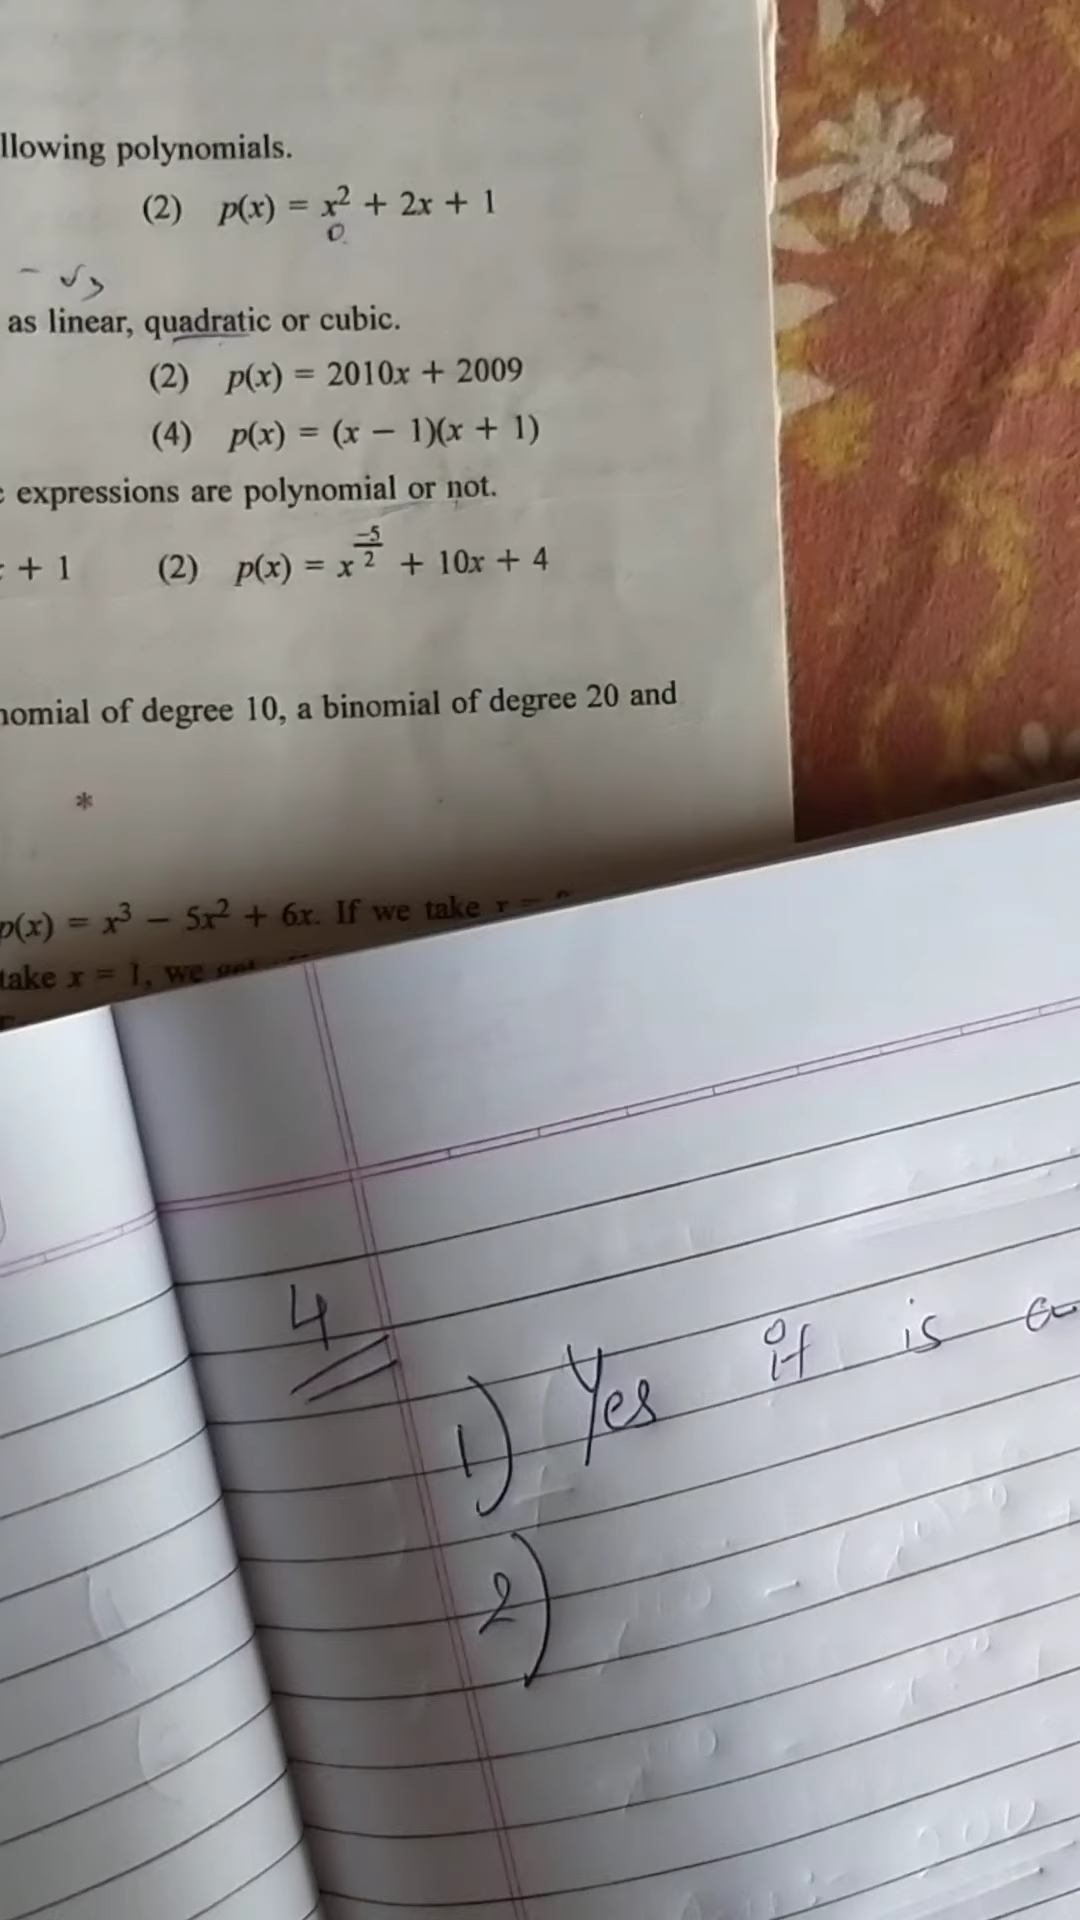 llowing polynomials.
(2) p(x) = x² + 2x + 1
as linear, quadratic or cubic.
(2) p(x) = 2010x + 2009
(4) p(x) = (x − 1)(x + 1)
expressions are polynomial or not.
+ 1 (2) p(x) = x^(-5/2) + 10x + 4
nomial of degree 10, a binomial of degree 20 and
*
p(x) = x³ − 5x² + 6x. If we take x =
take x = 1, we get
4
1) Yes it is a
2)